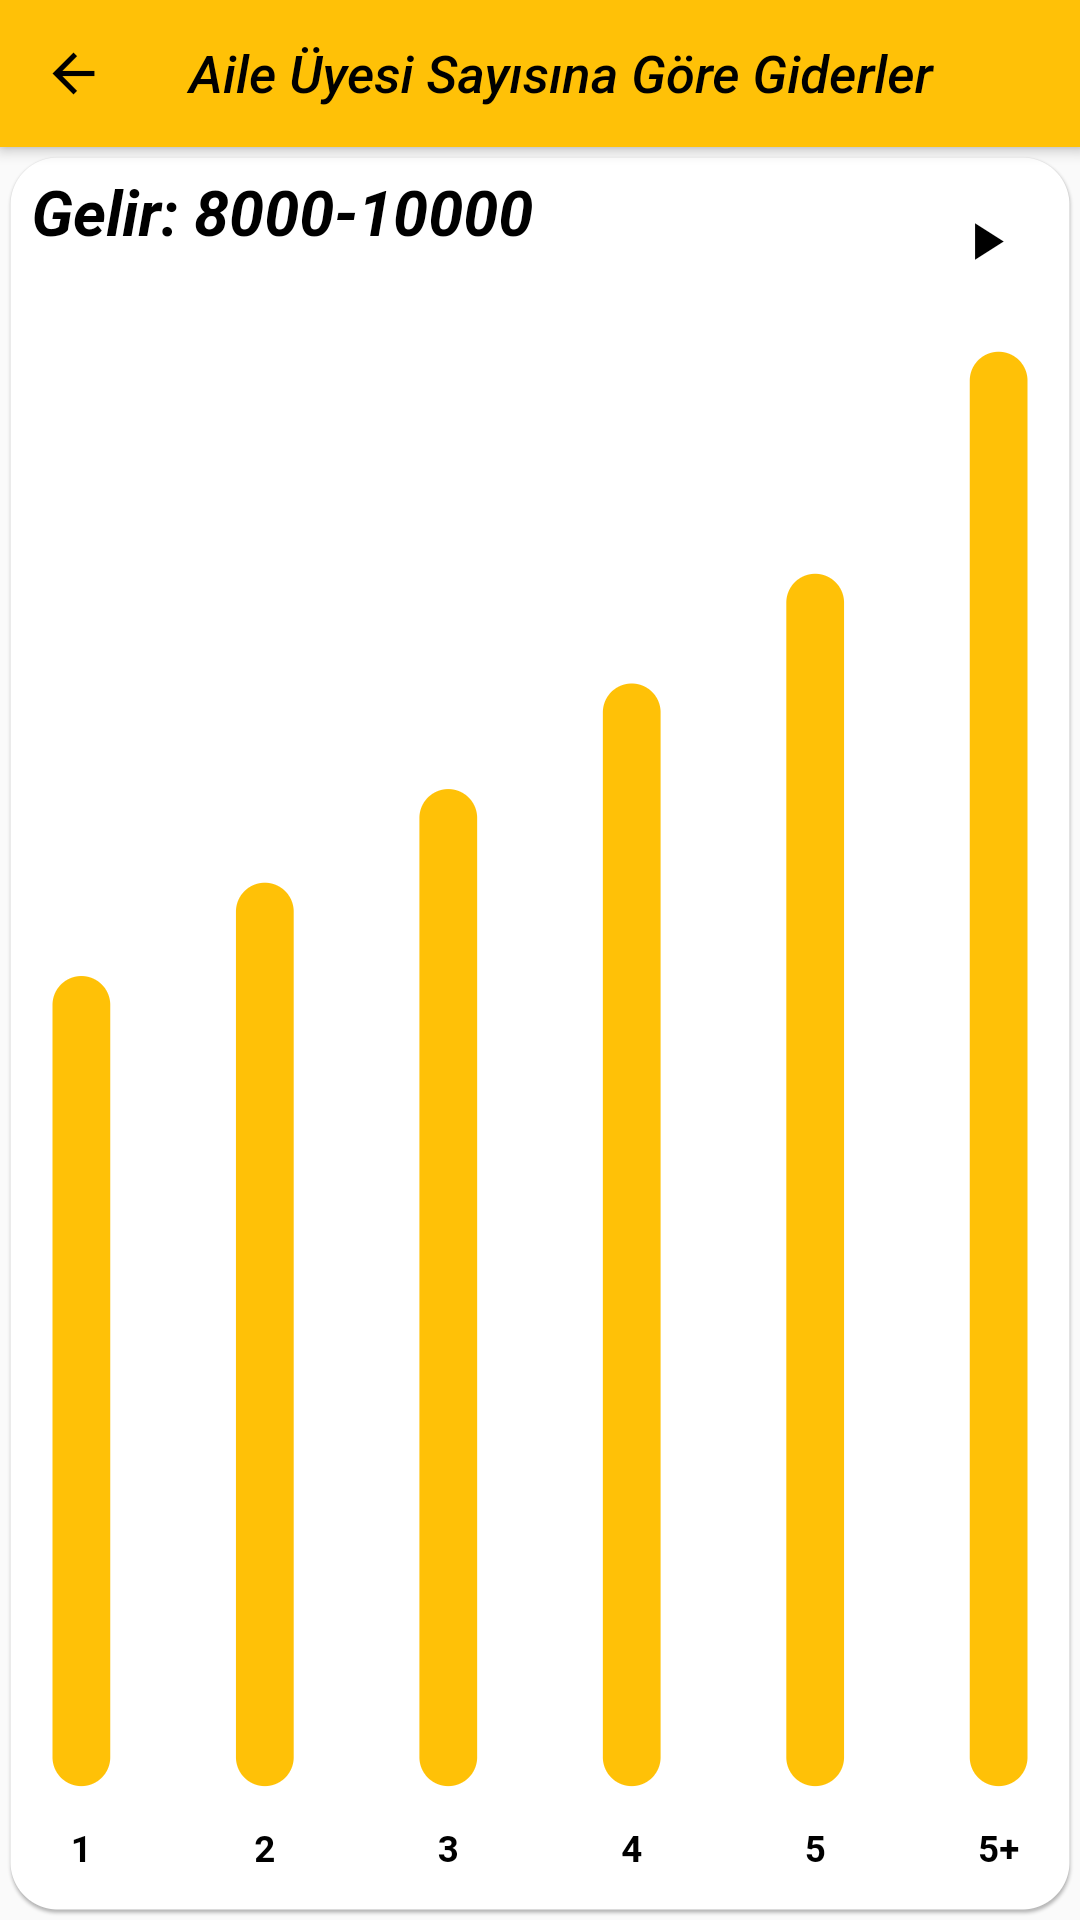 Aile Üyesi Sayısına Göre Giderler
Gelir: 8000-10000
1 2 3 4 5 5+